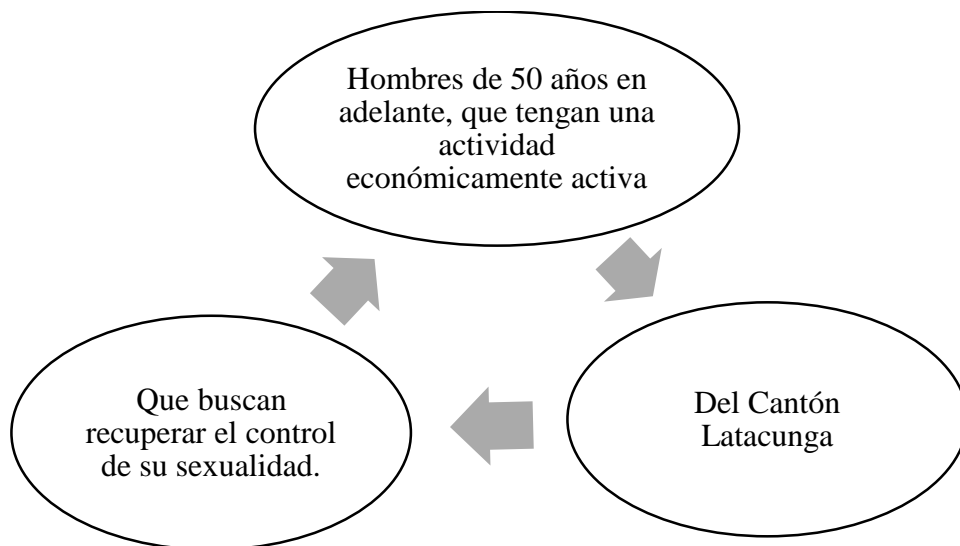 Hombres de 50 años en
adelante, que tengan una
actividad
económicamente activa
Del Cantón
Latacunga
Que buscan
recuperar el control
de su sexualidad.